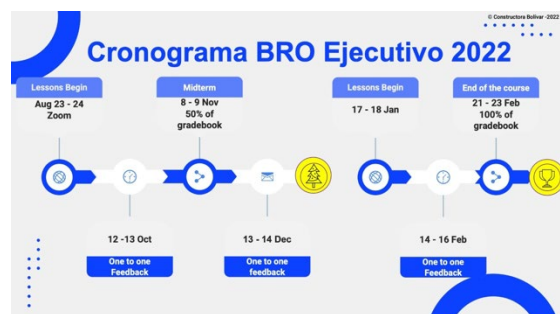 © Constructora Bolívar -2022
Cronograma BRO Ejecutivo 2022
Lessons Begin
Aug 23 - 24
Zoom
Midterm
8 - 9 Nov
50% of
gradebook
Lessons Begin
17 - 18 Jan
End of the course
21 - 23 Feb
100% of
gradebook
12 -13 Oct
One to one
Feedback
13 - 14 Dec
One to one
feedback
14 - 16 Feb
One to one
Feedback